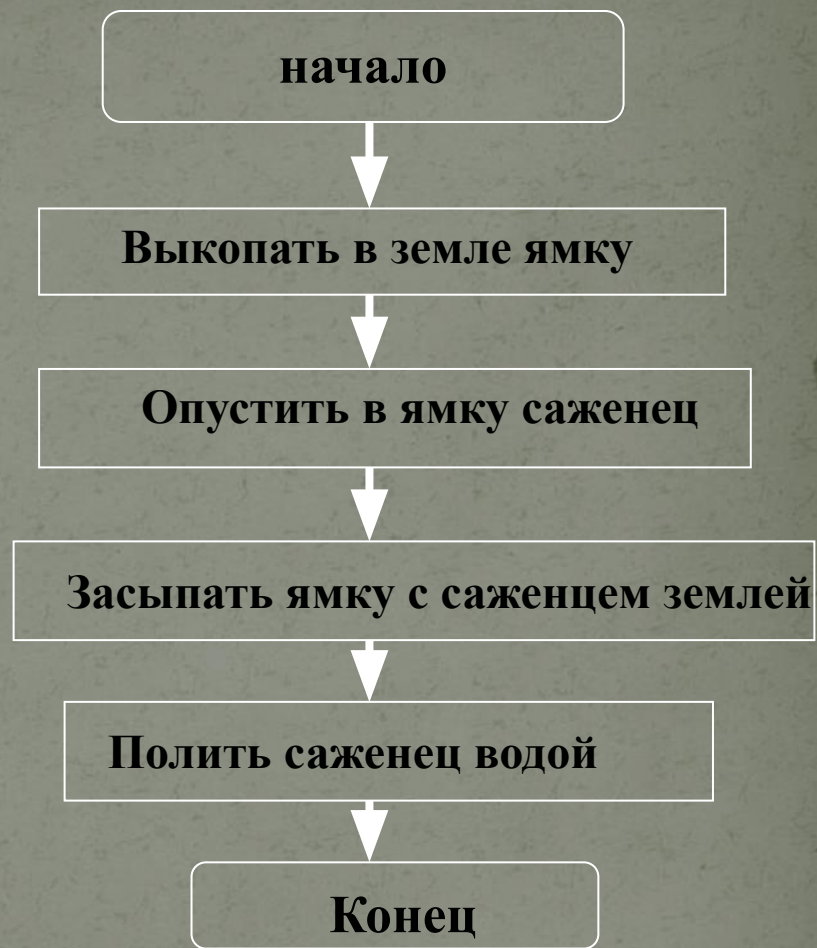 начало
Выкопать в земле ямку
Опустить в ямку саженец
Засыпать ямку с саженцем землей
Полить саженец водой
Конец